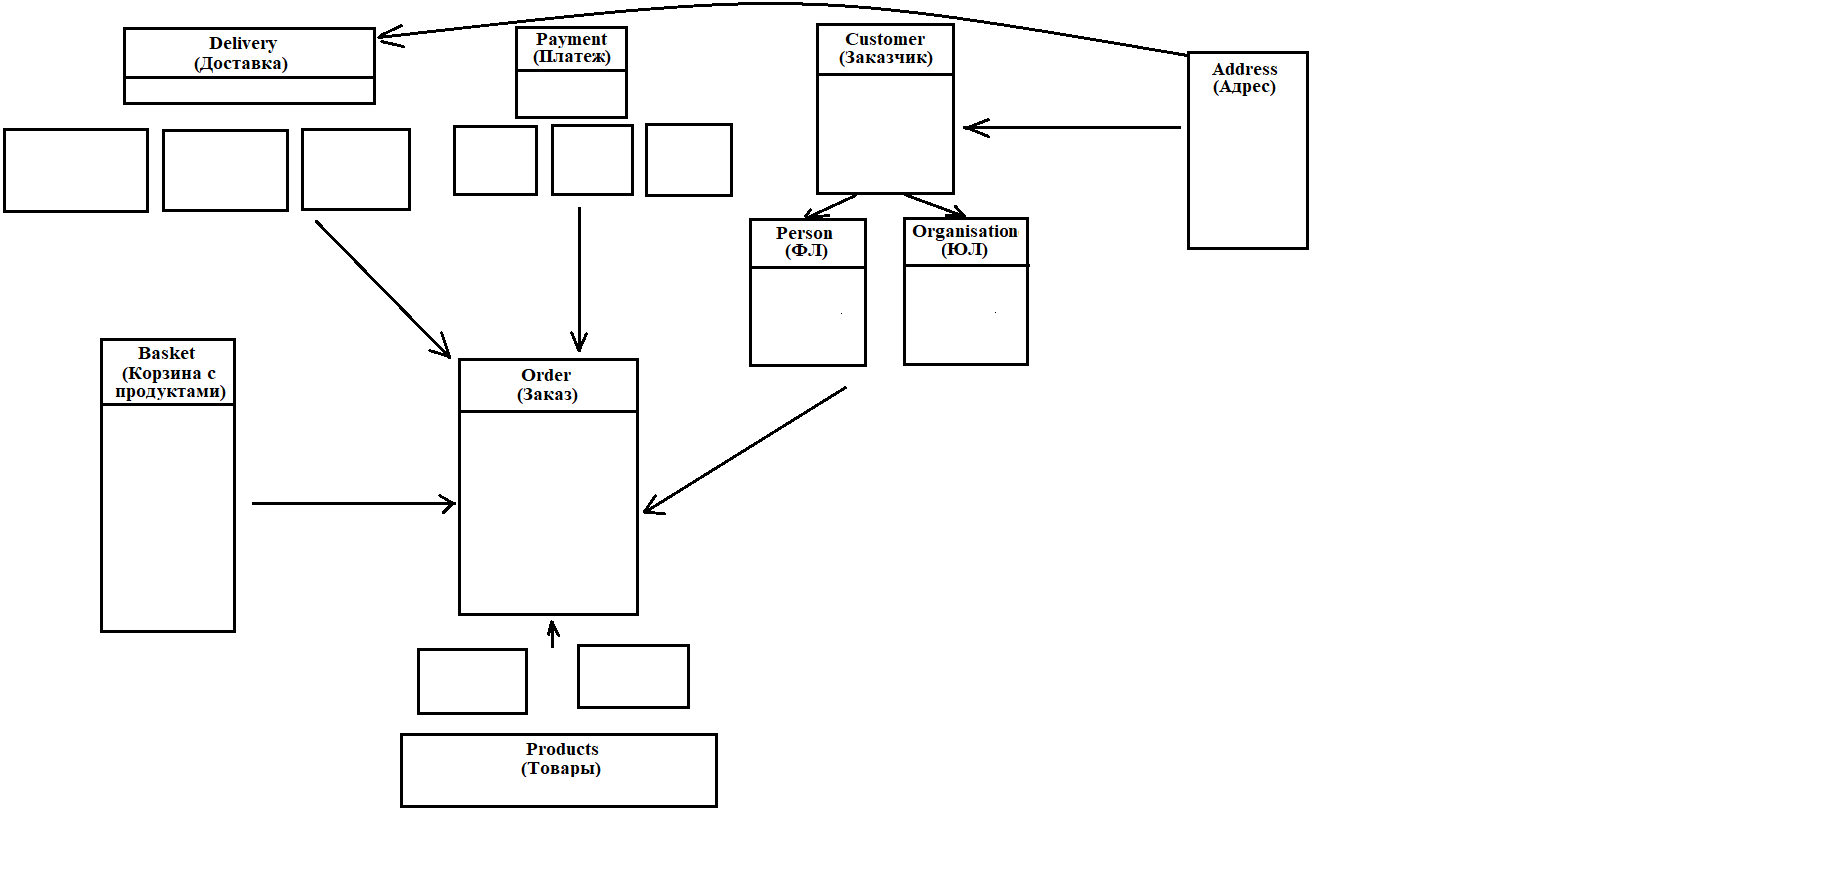 Delivery
(Доставка)
Payment
(Платеж)
Customer
(Заказчик)
Address
(Адрес)
Person
(ФЛ)
Organisation
(ЮЛ)
Basket
(Корзина с
продуктами)
Order
(Заказ)
Products
(Товары)